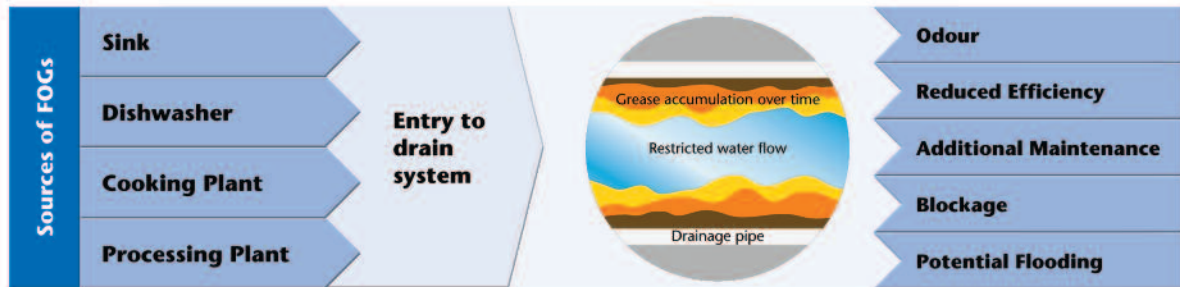 Sources of FOGs
Sink
Dishwasher
Cooking Plant
Processing Plant
Entry to
drain
system
Grease accumulation over time
Restricted water flow
Drainage pipe
Odour
Reduced Efficiency
Additional Maintenance
Blockage
Potential Flooding